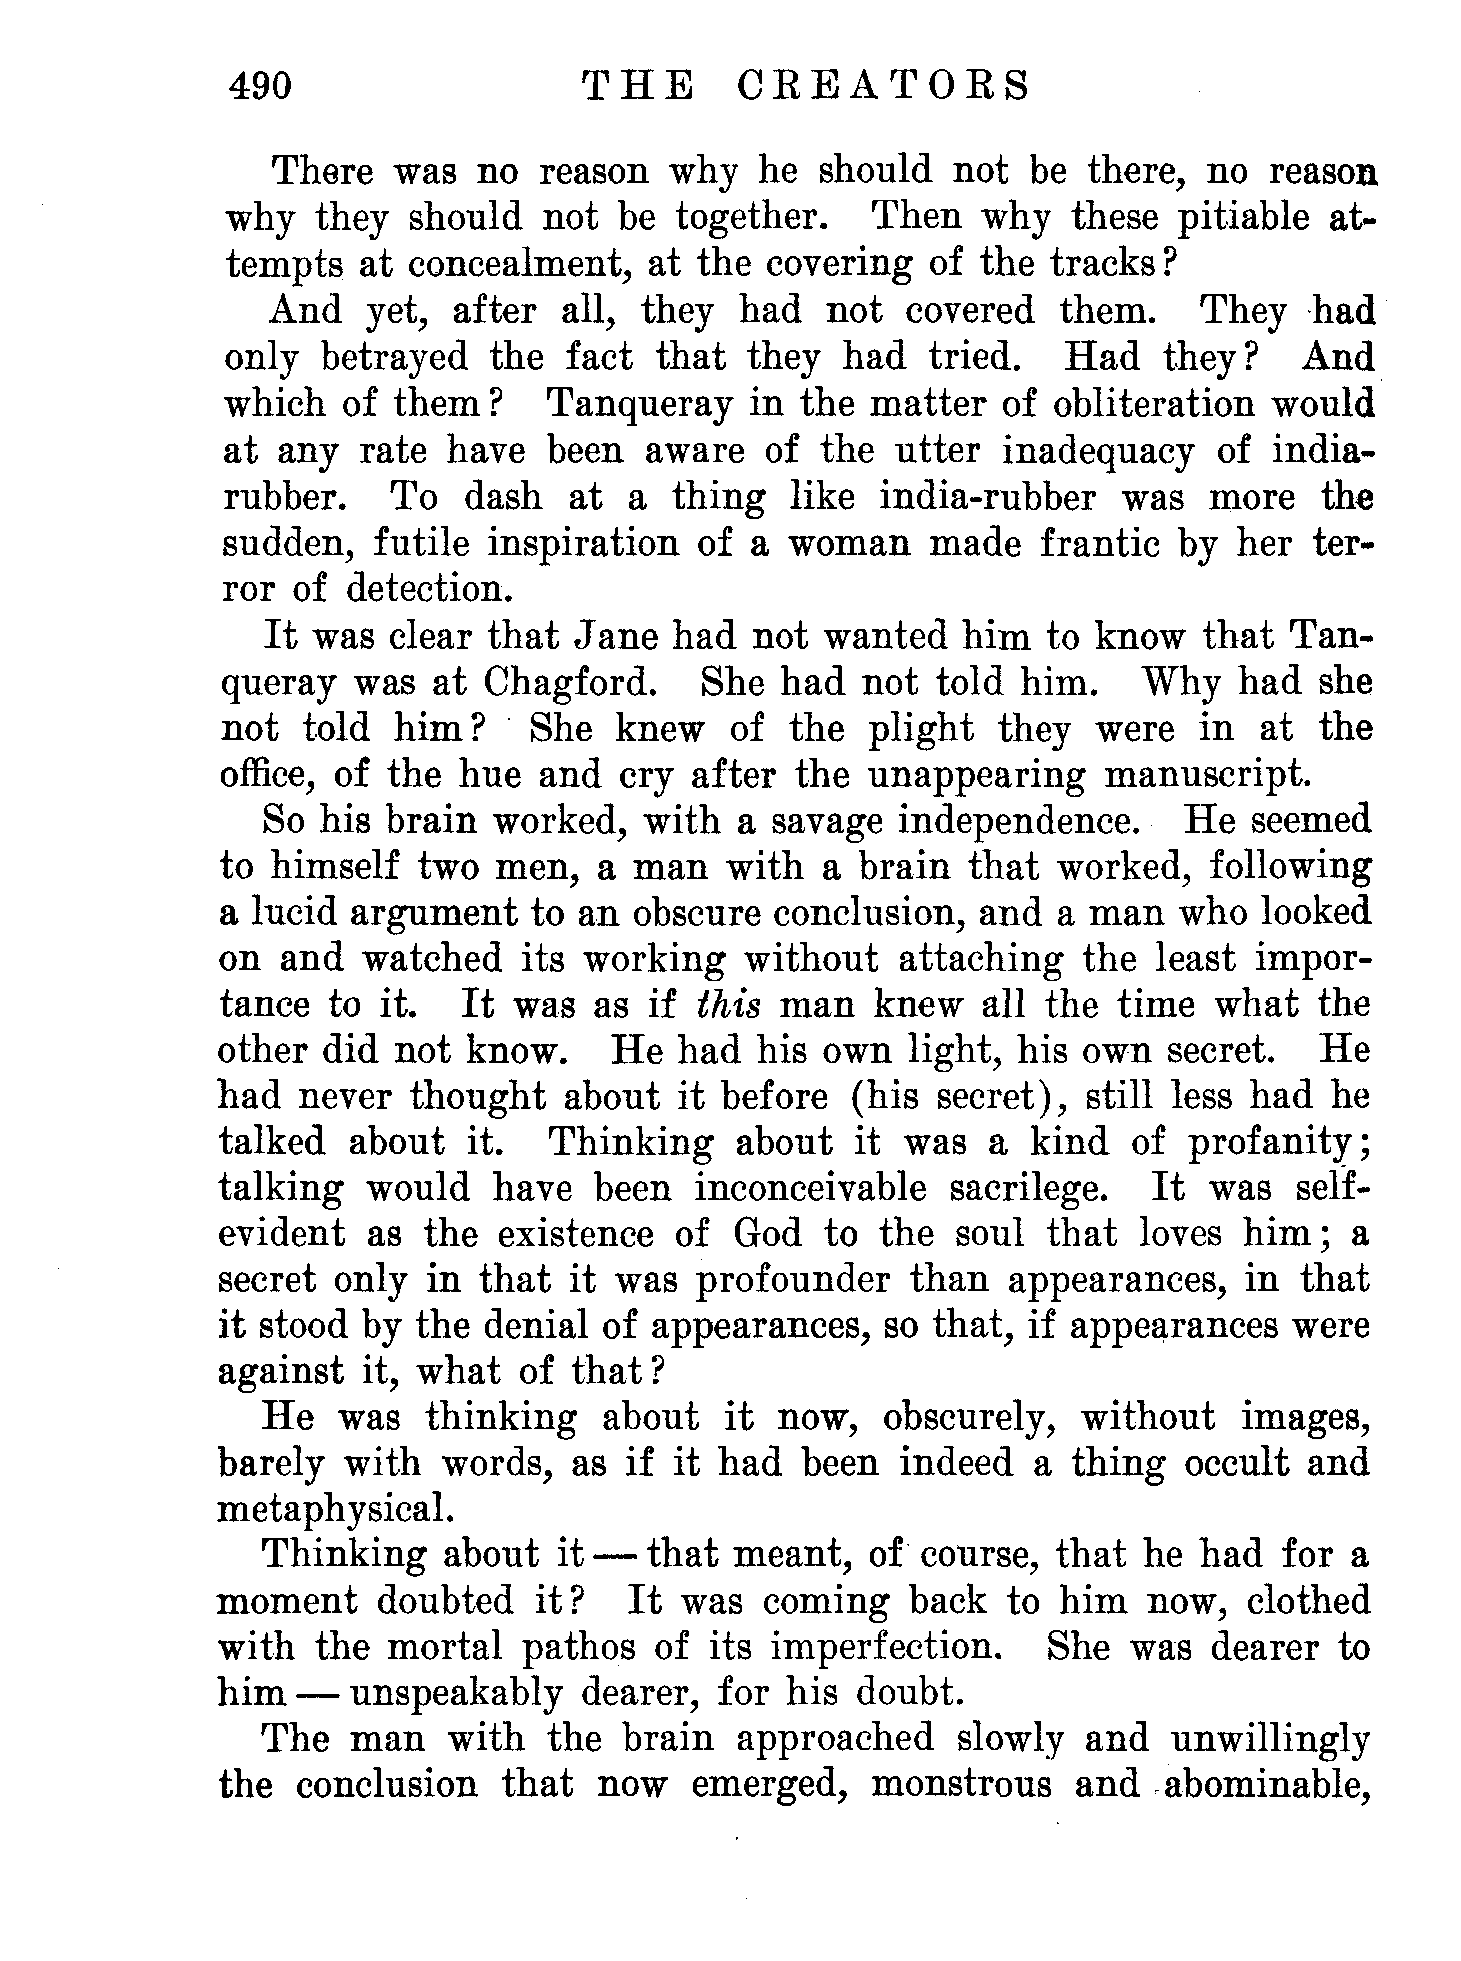 490 THE CREATORS
There was no reason why he should not be there, no reason
why they should not be together. Then why these pitiable at-
tempts at concealment, at the covering of the tracks?
And yet, after all, they had not covered them. They had
only betrayed the fact that they had tried. Had they? And
which of them? Tanqueray in the matter of obliteration would
at any rate have been aware of the utter inadequacy of india-
rubber. To dash at a thing like india-rubber was more the
sudden, futile inspiration of a woman made frantic by her ter-
ror of detection.
It was clear that Jane had not wanted him to know that Tan-
queray was at Chagford. She had not told him. Why had she
not told him? She knew of the plight they were in at the
office, of the hue and cry after the unappearing manuscript.
So his brain worked, with a savage independence. He seemed
to himself two men, a man with a brain that worked, following
a lucid argument to an obscure conclusion, and a man who looked
on and watched its working without attaching the least impor-
tance to it. It was as if this man knew all the time what the
other did not know. He had his own light, his own secret. He
had never thought about it before (his secret), still less had he
talked about it. Thinking about it was a kind of profanity;
talking would have been inconceivable sacrilege. It was self-
evident as the existence of God to the soul that loves him; a
secret only in that it was profounder than appearances, in that
it stood by the denial of appearances, so that, if appearances were
against it, what of that?
He was thinking about it now, obscurely, without images,
barely with words, as if it had been indeed a thing occult and
metaphysical.
Thinking about it — that meant, of course, that he had for a
moment doubted it? It was coming back to him now, clothed
with the mortal pathos of its imperfection. She was dearer to
him — unspeakably dearer, for his doubt.
The man with the brain approached slowly and unwillingly
the conclusion that now emerged, monstrous and abominable,